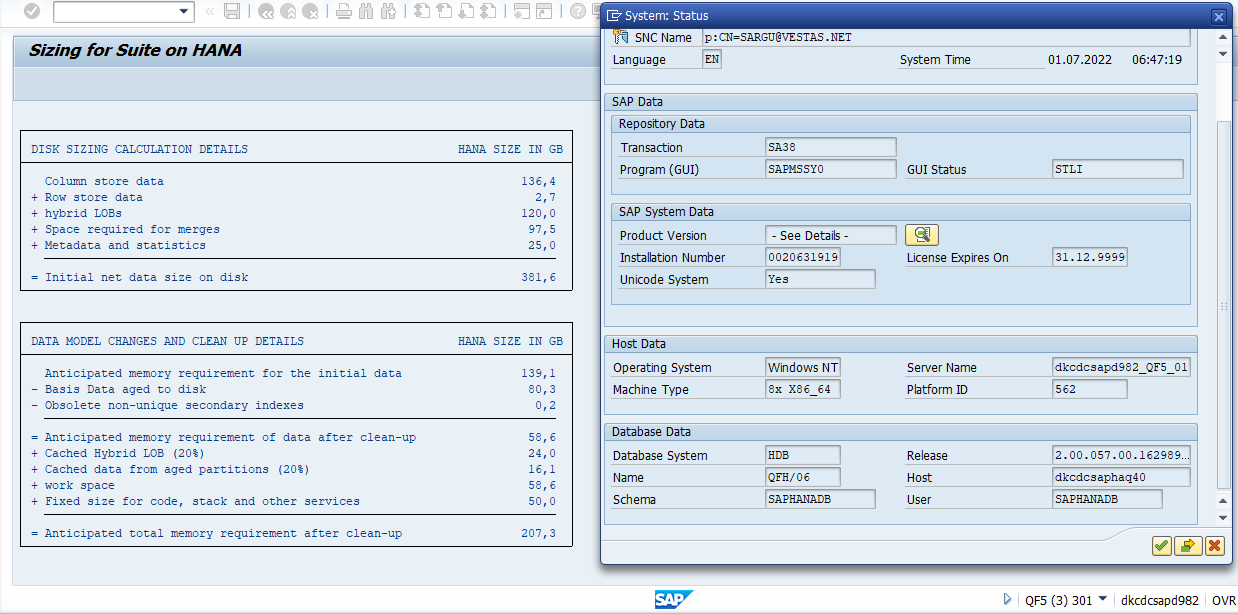 Sizing for Suite on HANA
DISK SIZING CALCULATION DETAILS HANA SIZE IN GB
Column store data 136,4
+ Row store data 2,7
+ hybrid LOBs 120,0
+ Space required for merges 97,5
+ Metadata and statistics 25,0
= Initial net data size on disk 381,6
DATA MODEL CHANGES AND CLEAN UP DETAILS HANA SIZE IN GB
Anticipated memory requirement for the initial data 139,1
- Basis Data aged to disk 80,3
- Obsolete non-unique secondary indexes 0,2
= Anticipated memory requirement of data after clean-up 58,6
+ Cached Hybrid LOB (20%) 24,0
+ Cached data from aged partitions (20%) 16,1
+ work space 58,6
+ Fixed size for code, stack and other services 50,0
= Anticipated total memory requirement after clean-up 207,3
System: Status
SNC Name p:CN=SARGU@VESTAS.NET
Language EN System Time 01.07.2022 06:47:19
SAP Data
Repository Data
Transaction SA38
Program (GUI) SAPMSSY0 GUI Status STLI
SAP System Data
Product Version - See Details -
Installation Number 0020631919 License Expires On 31.12.9999
Unicode System Yes
Host Data
Operating System Windows NT Server Name dkcdcsapd982_QF5_01
Machine Type 8x X86_64 Platform ID 562
Database Data
Database System HDB Release 2.00.057.00.162989...
Name QFH/06 Host dkcdcsaphaq40
Schema SAPHANADB User SAPHANADB
SAP QF5 (3) 301 dkcdcsapd982 OVR